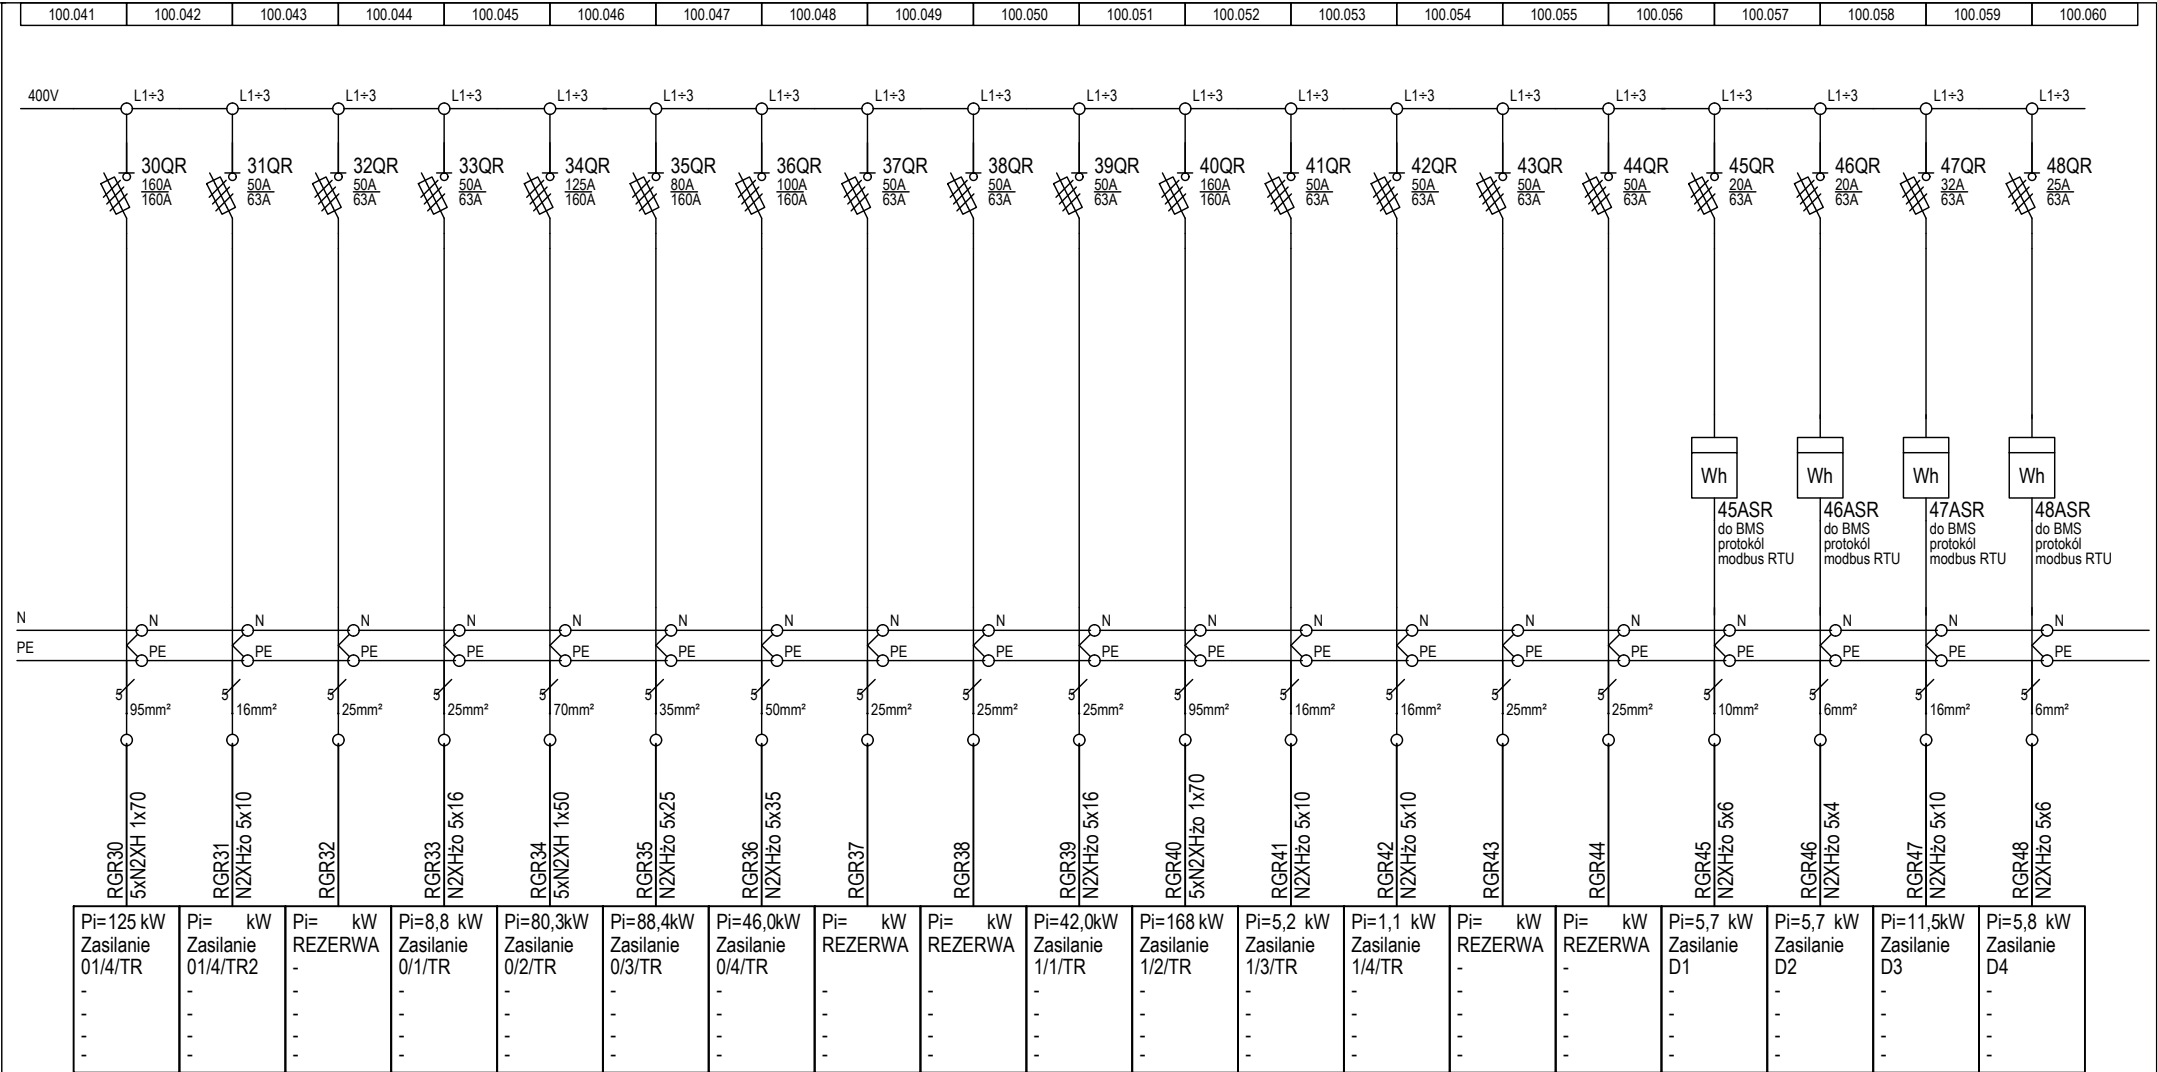 100.041 100.042 100.043 100.044 100.045 100.046 100.047 100.048 100.049 100.050 100.051 100.052 100.053 100.054 100.055 100.056 100.057 100.058 100.059 100.060
400V L1÷3 L1÷3 L1÷3 L1÷3 L1÷3 L1÷3 L1÷3 L1÷3 L1÷3 L1÷3 L1÷3 L1÷3 L1÷3 L1÷3 L1÷3 L1÷3 L1÷3 L1÷3 L1÷3
30QR 31QR 32QR 33QR 34QR 35QR 36QR 37QR 38QR 39QR 40QR 41QR 42QR 43QR 44QR 45QR 46QR 47QR 48QR
160A 50A 50A 50A 125A 80A 100A 50A 50A 50A 160A 50A 50A 50A 50A 20A 20A 32A 25A
160A 63A 63A 63A 160A 160A 160A 63A 63A 63A 160A 63A 63A 63A 63A 63A 63A 63A 63A
Wh Wh Wh Wh
45ASR 46ASR 47ASR 48ASR
do BMS do BMS do BMS do BMS
protokól protokól protokól protokól
modbus RTU modbus RTU modbus RTU modbus RTU
N N N N N N N N N N N N N N N N N N N N
PE PE PE PE PE PE PE PE PE PE PE PE PE PE PE PE PE PE PE PE
5 5 5 5 5 5 5 5 5 5 5 5 5 5 5 5 5 5 5
95mm² 16mm² 25mm² 25mm² 70mm² 35mm² 50mm² 25mm² 25mm² 25mm² 95mm² 16mm² 16mm² 25mm² 25mm² 10mm² 6mm² 16mm² 6mm²
RGR30
5xN2XH 1x70
RGR31
N2XHżo 5x10
RGR32
RGR33
N2XHżo 5x16
RGR34
5xN2XH 1x50
RGR35
N2XHżo 5x25
RGR36
N2XHżo 5x35
RGR37
RGR38
RGR39
N2XHżo 5x16
RGR40
5xN2XHżo 1x70
RGR41
N2XHżo 5x10
RGR42
N2XHżo 5x10
RGR43
RGR44
RGR45
N2XHżo 5x6
RGR46
N2XHżo 5x4
RGR47
N2XHżo 5x10
RGR48
N2XHżo 5x6
Pi=125 kW
Zasilanie
01/4/TR
-
-
-
-
Pi= kW
Zasilanie
01/4/TR2
-
-
-
-
Pi= kW
REZERWA
-
-
-
-
-
Pi=8,8 kW
Zasilanie
0/1/TR
-
-
-
-
Pi=80,3kW
Zasilanie
0/2/TR
-
-
-
-
Pi=88,4kW
Zasilanie
0/3/TR
-
-
-
-
Pi=46,0kW
Zasilanie
0/4/TR
-
-
-
-
Pi= kW
REZERWA
-
-
-
-
Pi= kW
REZERWA
-
-
-
-
Pi=42,0kW
Zasilanie
1/1/TR
-
-
-
-
Pi=168 kW
Zasilanie
1/2/TR
-
-
-
-
Pi=5,2 kW
Zasilanie
1/3/TR
-
-
-
-
Pi=1,1 kW
Zasilanie
1/4/TR
-
-
-
-
Pi= kW
REZERWA
-
-
-
-
-
Pi= kW
REZERWA
-
-
-
-
-
Pi=5,7 kW
Zasilanie
D1
-
-
-
-
Pi=5,7 kW
Zasilanie
D2
-
-
-
-
Pi=11,5kW
Zasilanie
D3
-
-
-
-
Pi=5,8 kW
Zasilanie
D4
-
-
-
-